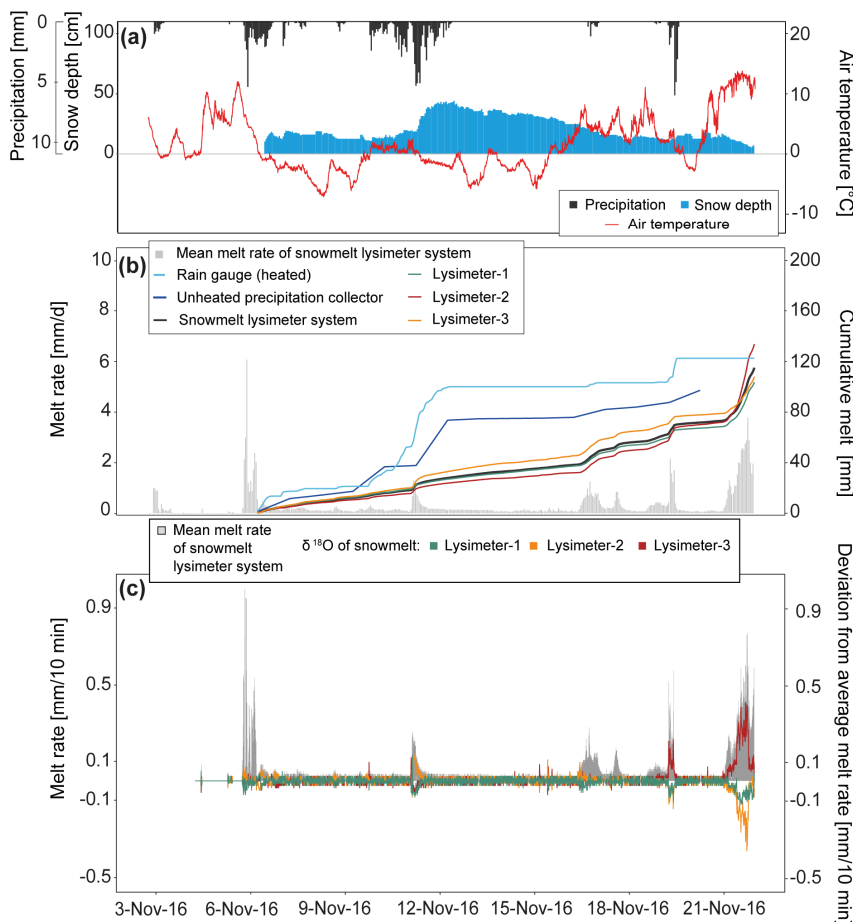 (a)
Precipitation [mm]
Snow depth [cm]
Air temperature [°C]
0
5
10
100
50
0
20
10
0
-10
Precipitation Snow depth
Air temperature
(b)
Mean melt rate of snowmelt lysimeter system
Rain gauge (heated) Lysimeter-1
Unheated precipitation collector Lysimeter-2
Snowmelt lysimeter system Lysimeter-3
Melt rate [mm/d]
Cumulative melt [mm]
10
8
6
4
2
0
200
160
120
80
40
0
Mean melt rate
of snowmelt
lysimeter system
δ 18O of snowmelt: Lysimeter-1 Lysimeter-2 Lysimeter-3
(c)
Melt rate [mm/10 min]
Deviation from average melt rate [mm/10 min]
0.9
0.5
0.1
-0.1
-0.5
0.9
0.5
0.1
-0.1
-0.5
3-Nov-16 6-Nov-16 9-Nov-16 12-Nov-16 15-Nov-16 18-Nov-16 21-Nov-16